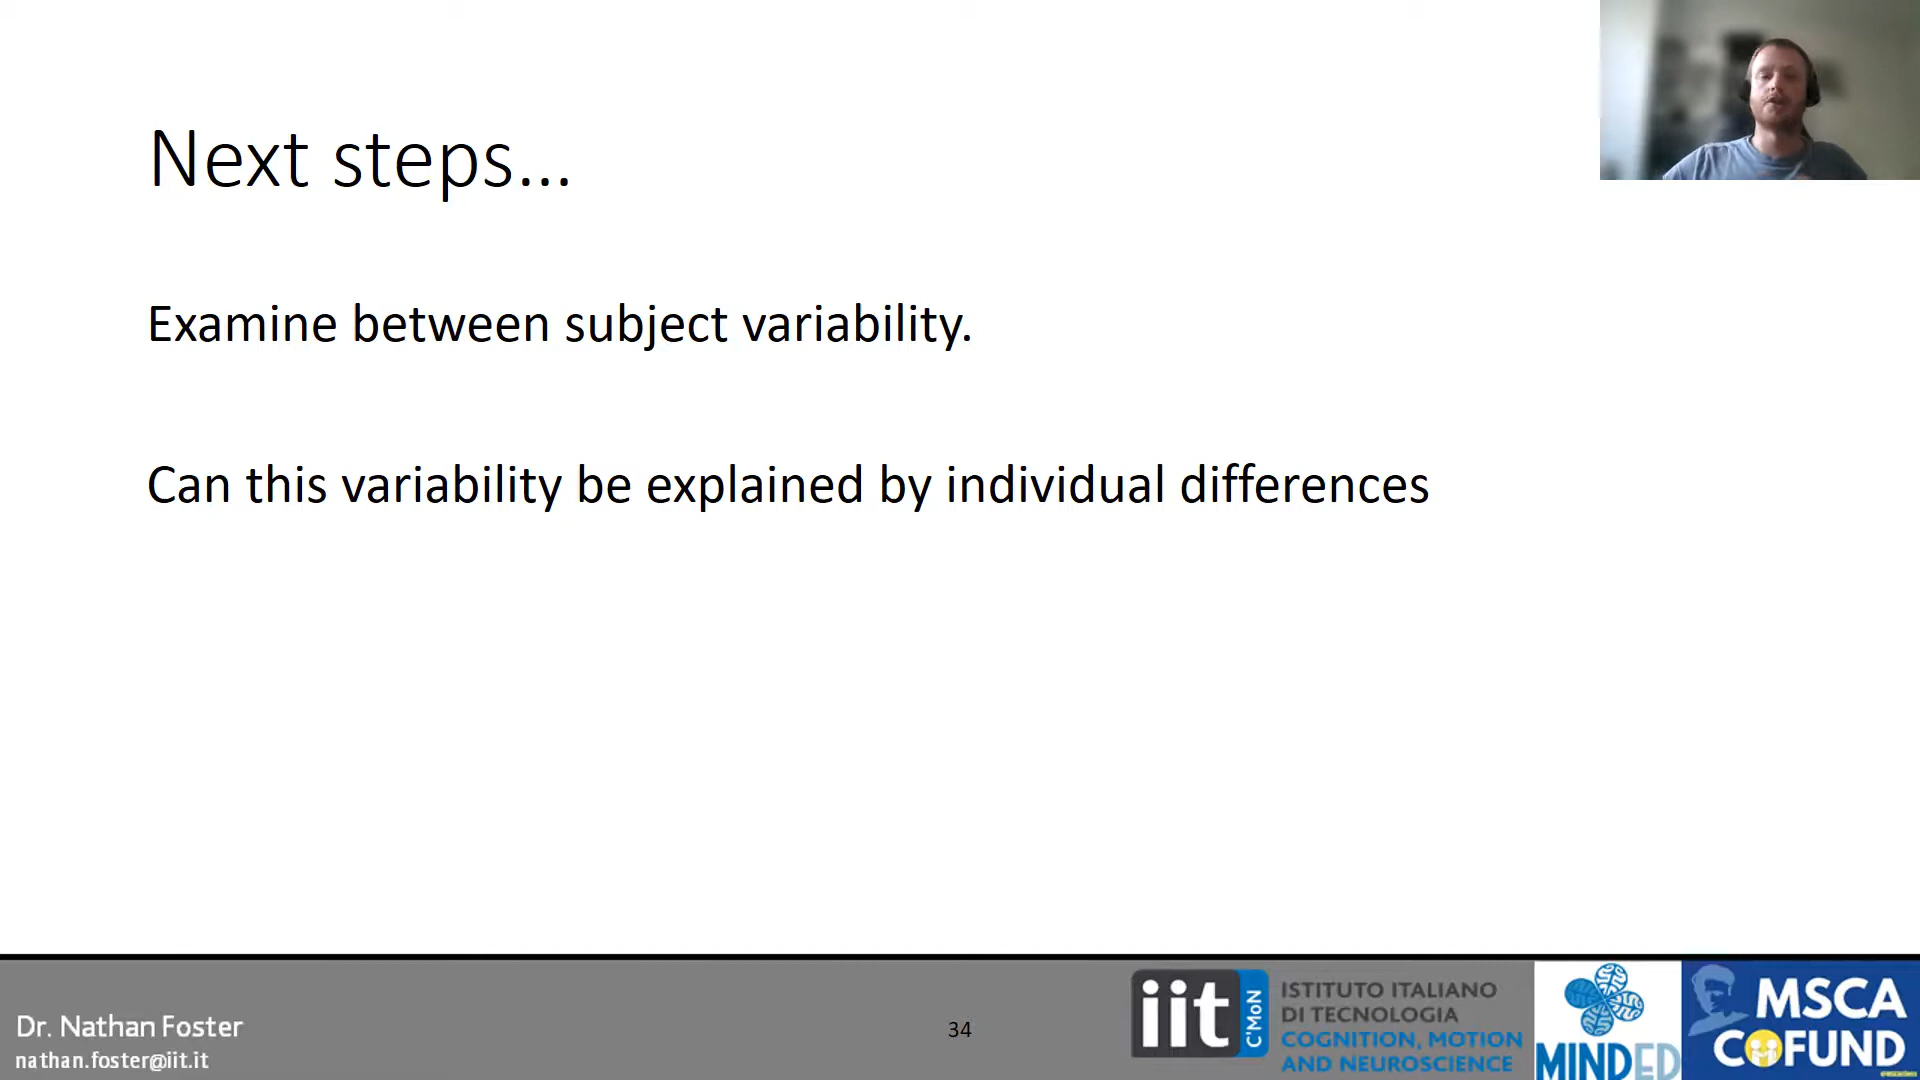 Next steps...
Examine between subject variability.
Can this variability be explained by individual differences
Dr. Nathan Foster
nathan.foster@iit.it
34
iit
C'MoN
ISTITUTO ITALIANO
DI TECNOLOGIA
COGNITION, MOTION
AND NEUROSCIENCE
MINDED
MSCA
COFUND